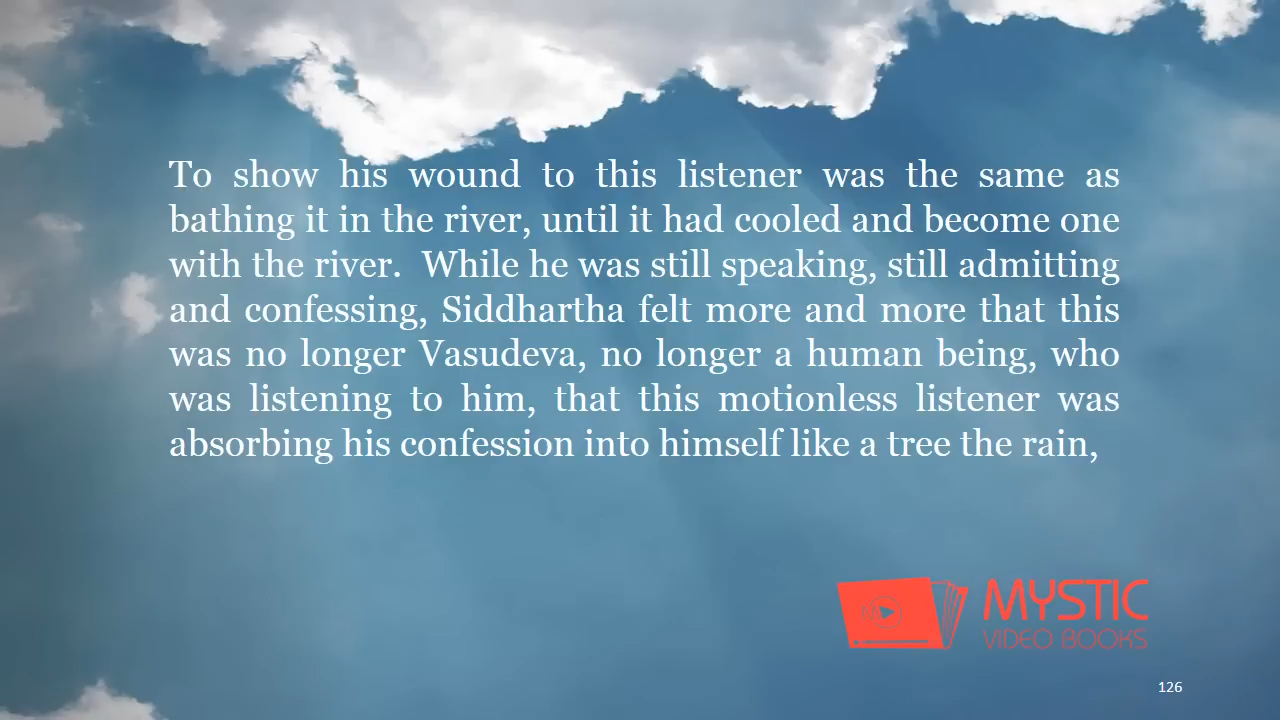 To show his wound to this listener was the same as
bathing it in the river, until it had cooled and become one
with the river.  While he was still speaking, still admitting
and confessing, Siddhartha felt more and more that this
was no longer Vasudeva, no longer a human being, who
was listening to him, that this motionless listener was
absorbing his confession into himself like a tree the rain,
MYSTIC
VIDEO BOOKS
126